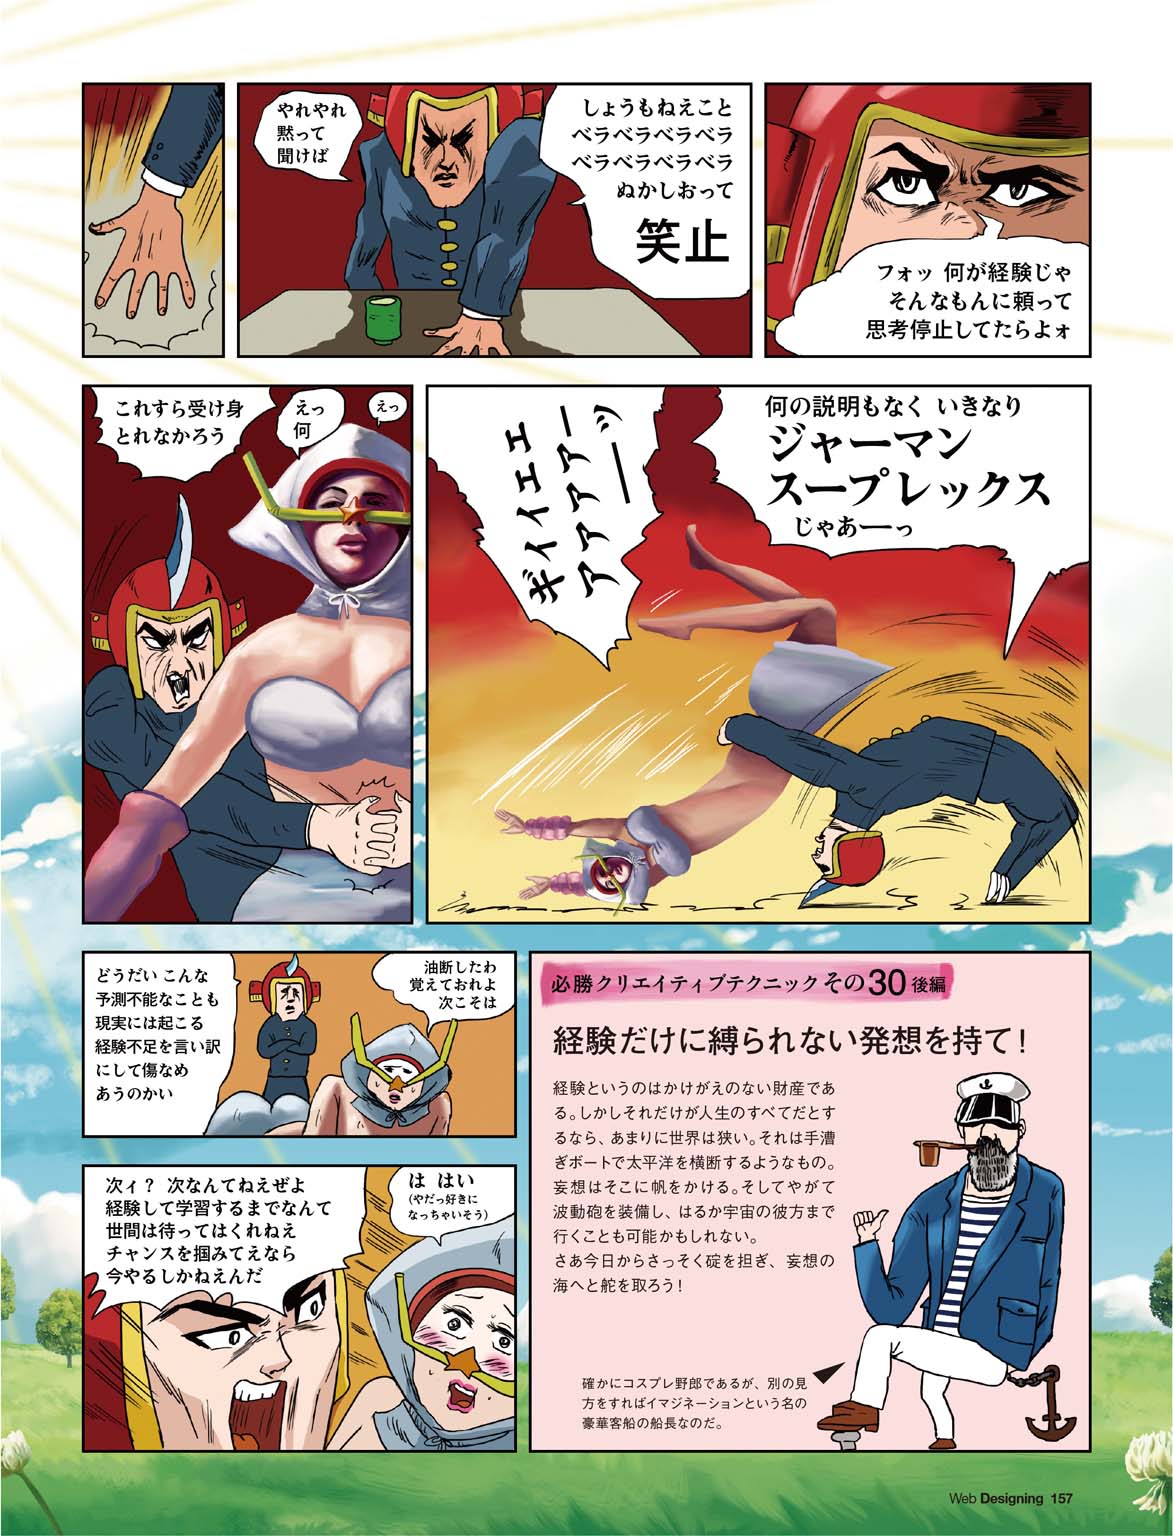 やれやれ
黙って
聞けば
しょうもねえこと
ベラベラベラベラ
ベラベラベラベラ
ぬかしおって
笑止
フォッ 何が経験じゃ
そんなもんに頼って
思考停止してたらよォ
これすら受け身
とれなかろう
えっ
何
えっ
ギィイエエ
アアアアァー
ーーッ
何の説明もなく いきなり
ジャーマン
スープレックス
じゃあーーっ
どうだい こんな
予測不能なことも
現実には起こる
経験不足を言い訳
にして傷なめ
あうのかい
油断したわ
覚えておれよ
次こそは
次ィ? 次なんてねえぜよ
経験して学習するまでなんて
世間は待ってはくれねえ
チャンスを掴みてえなら
今やるしかねえんだ
は はい
(やだっ好きに
なっちゃいそう)
必勝クリエイティブテクニック その30 後編
経験だけに縛られない発想を持て!
経験というのはかけがえのない財産であ
る。しかしそれだけが人生のすべてだとす
るなら、あまりに世界は狭い。それは手漕
ぎボートで太平洋を横断するようなもの。
妄想はそこに帆をかける。そしてやがて
波動砲を装備し、はるか宇宙の彼方まで
行くことも可能かもしれない。
さあ今日からさっそく碇を担ぎ、妄想の
海へと舵を取ろう!
確かにコスプレ野郎であるが、別の見
方をすればイマジネーションという名の
豪華客船の船長なのだ。
Web Designing 157